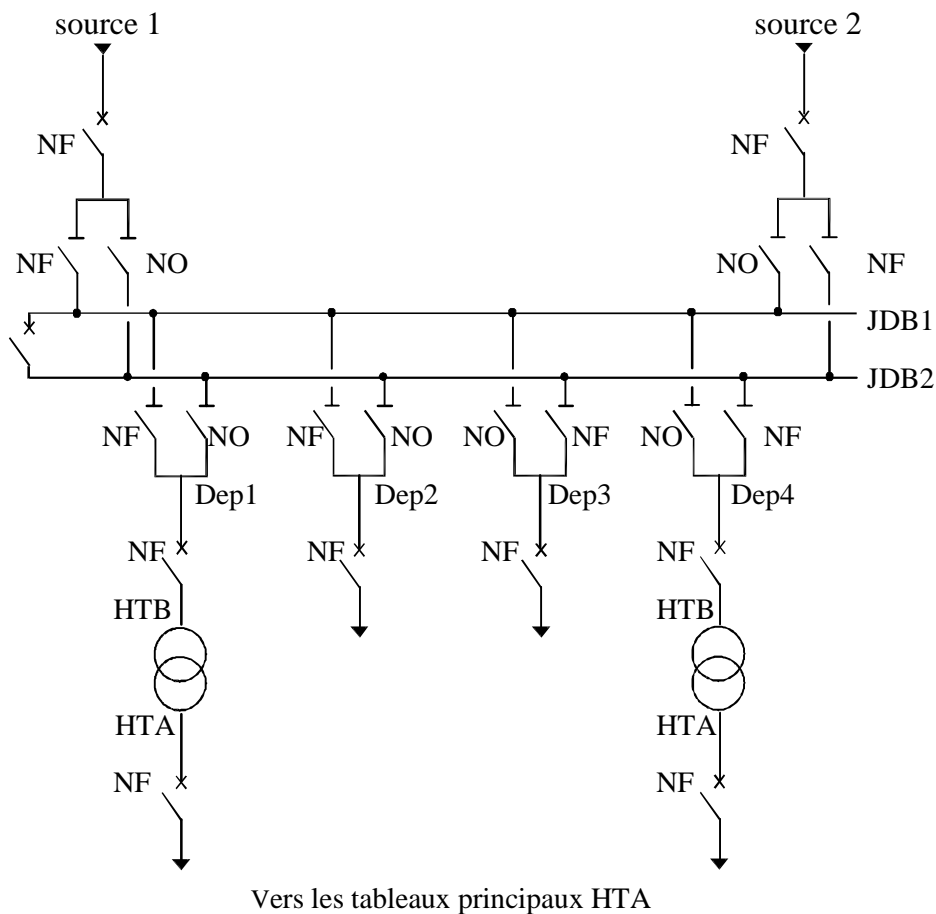 source 1 source 2
NF NF
NF NO NO NF
JDB1
JDB2
NF NO NF NO NO NF NO NF
Dep1 Dep2 Dep3 Dep4
NF NF NF NF
HTB HTB
HTA HTA
NF NF
Vers les tableaux principaux HTA